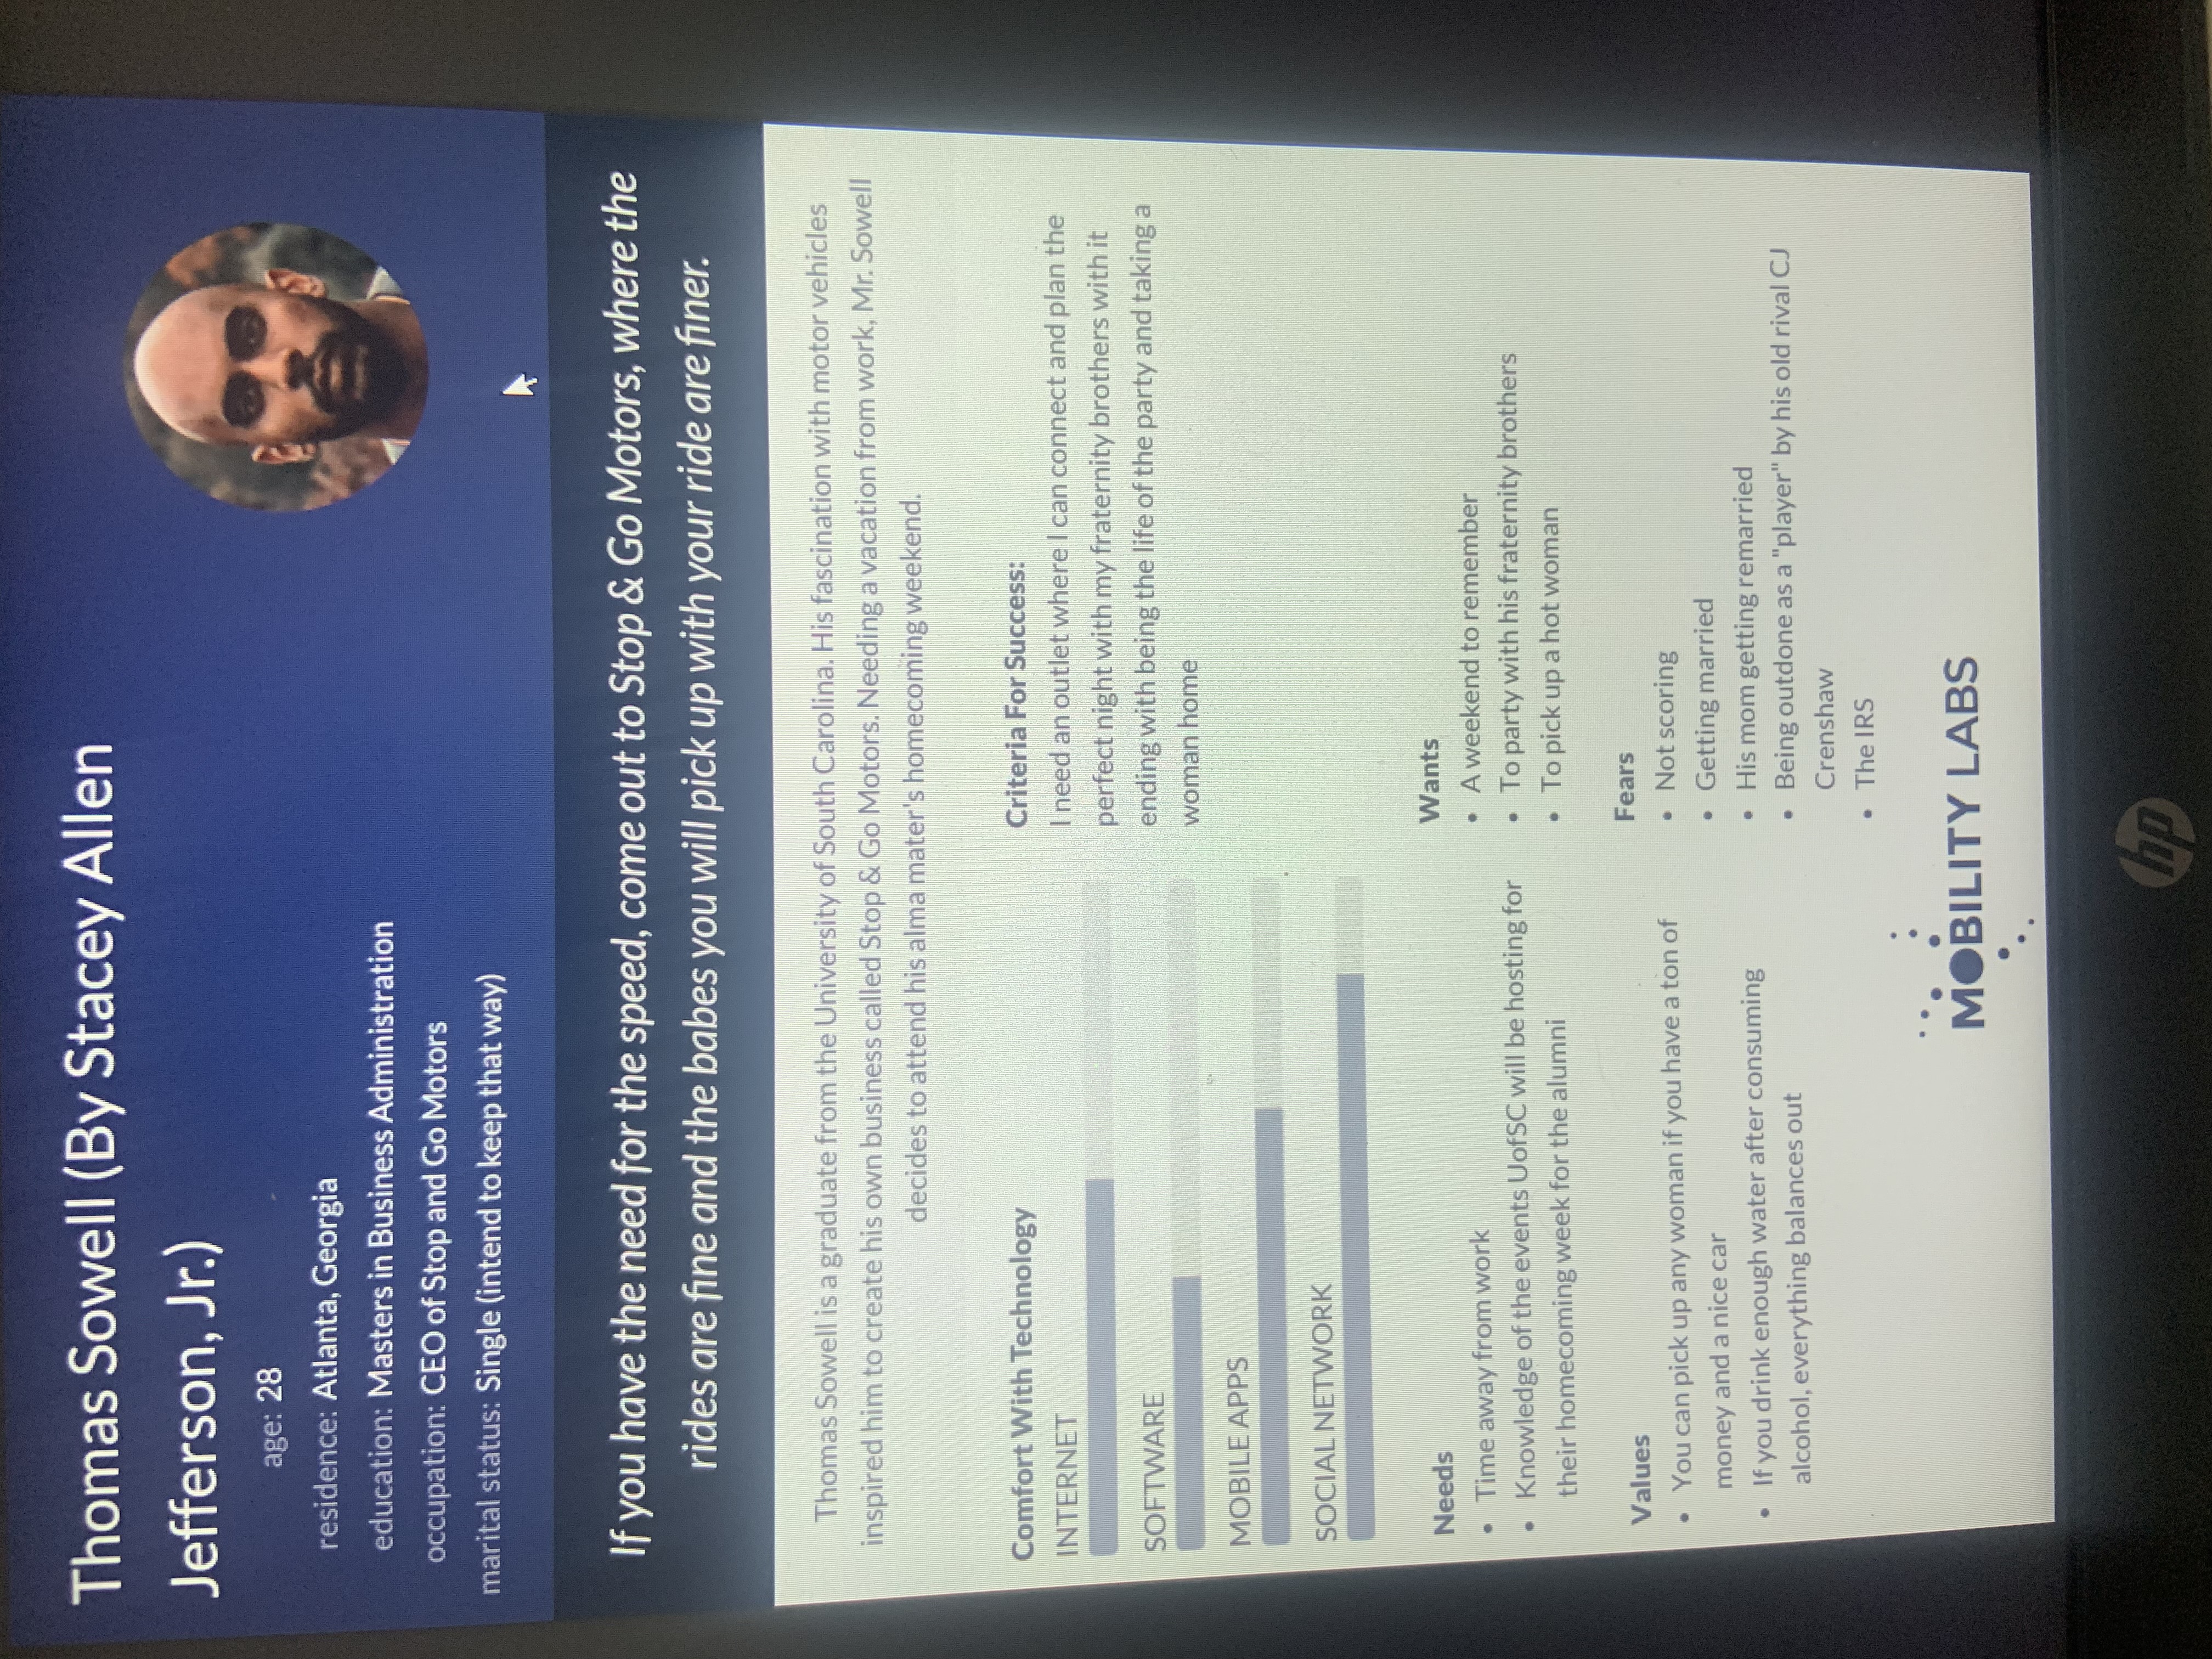 Thomas Sowell (By Stacey Allen
Jefferson, Jr.)
age: 28
residence: Atlanta, Georgia
education: Masters in Business Administration
occupation: CEO of Stop and Go Motors
marital status: Single (intend to keep that way)
If you have the need for the speed, come out to Stop & Go Motors, where the
rides are fine and the babes you will pick up with your ride are finer.
Thomas Sowell is a graduate from the University of South Carolina. His fascination with motor vehicles
inspired him to create his own business called Stop & Go Motors. Needing a vacation from work, Mr. Sowell
decides to attend his alma mater's homecoming weekend.
Comfort With Technology
INTERNET
SOFTWARE
MOBILE APPS
SOCIAL NETWORK
Criteria For Success:
I need an outlet where I can connect and plan the
perfect night with my fraternity brothers with it
ending with being the life of the party and taking a
woman home
Needs
• Time away from work
• Knowledge of the events UofSC will be hosting for
their homecoming week for the alumni
Wants
• A weekend to remember
• To party with his fraternity brothers
• To pick up a hot woman
Values
• You can pick up any woman if you have a ton of
money and a nice car
• If you drink enough water after consuming
alcohol, everything balances out
Fears
• Not scoring
• Getting married
• His mom getting remarried
• Being outdone as a "player" by his old rival CJ
Crenshaw
• The IRS
MOBILITY LABS
hp